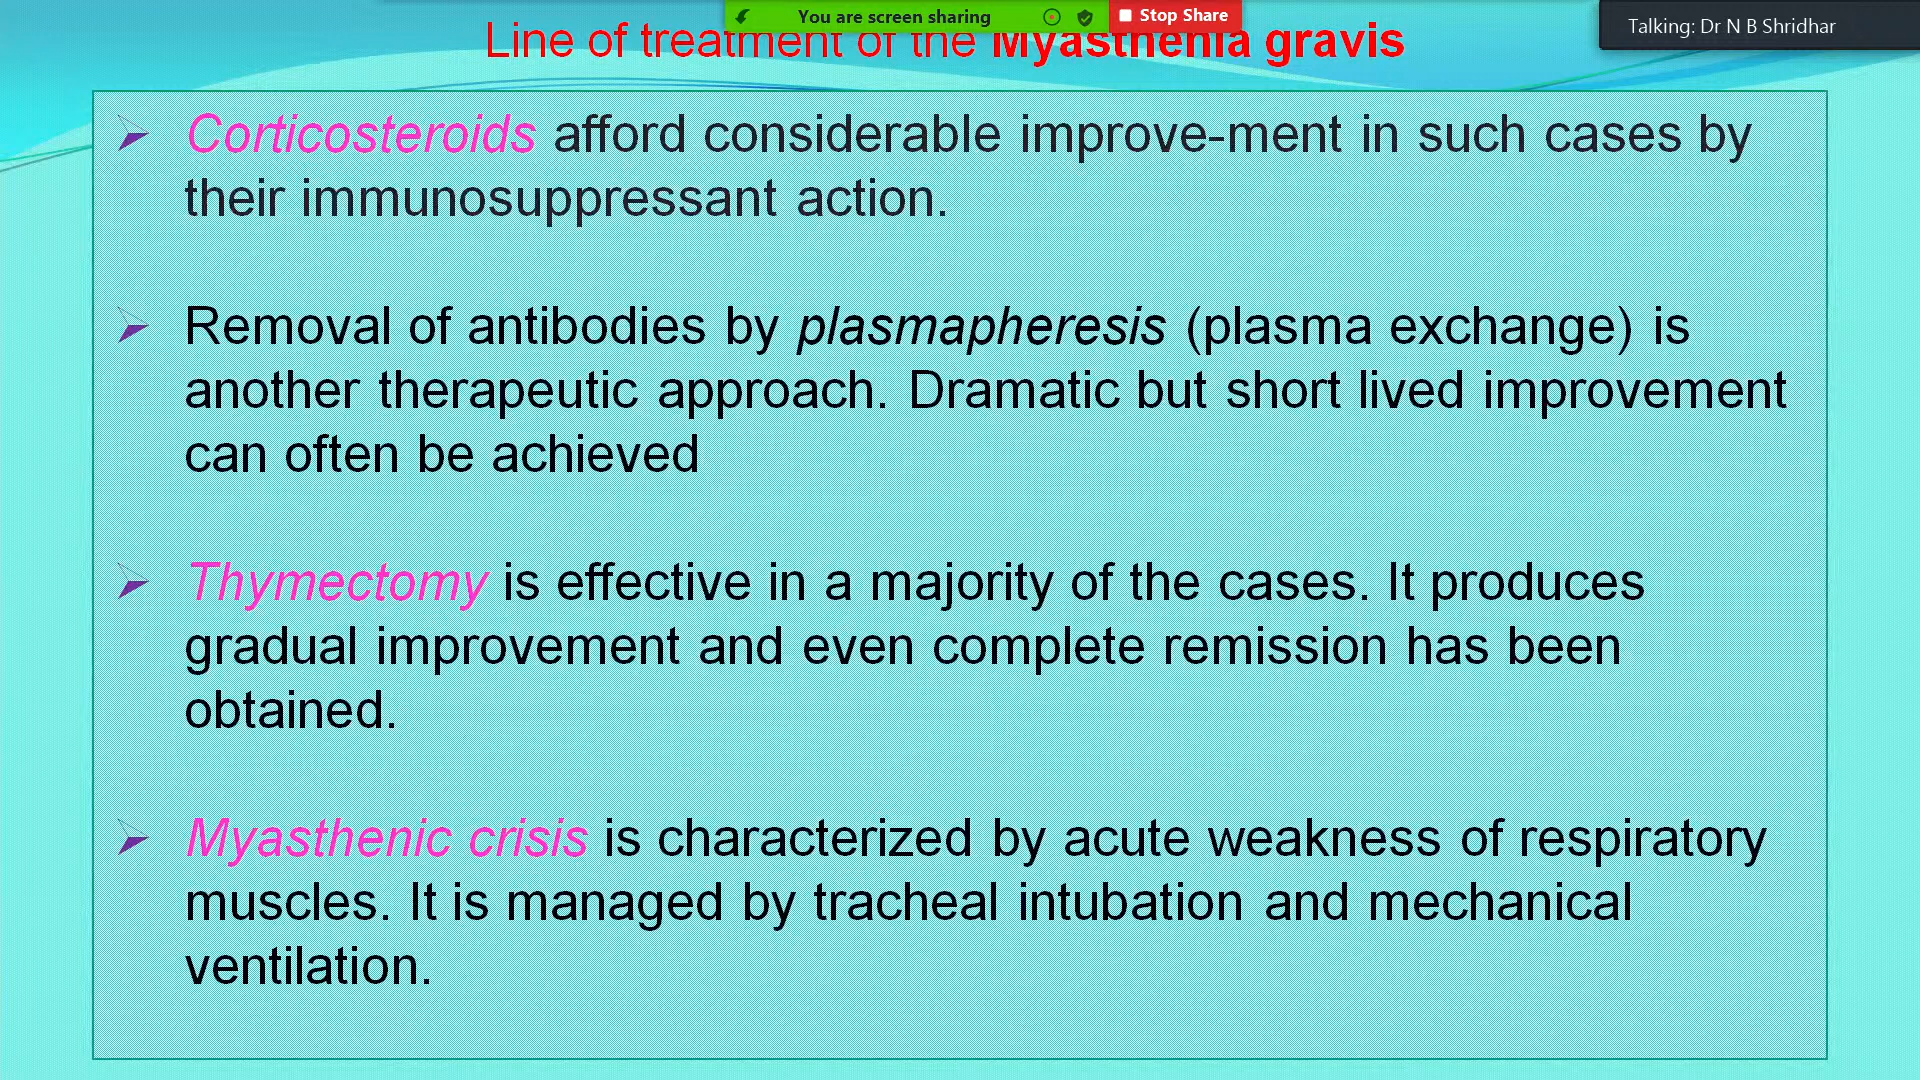 You are screen sharing
Stop Share
Talking: Dr N B Shridhar
Line of treatment of the Myasthenia gravis
Corticosteroids afford considerable improve-ment in such cases by
their immunosuppressant action.
Removal of antibodies by plasmapheresis (plasma exchange) is
another therapeutic approach. Dramatic but short lived improvement
can often be achieved
Thymectomy is effective in a majority of the cases. It produces
gradual improvement and even complete remission has been
obtained.
Myasthenic crisis is characterized by acute weakness of respiratory
muscles. It is managed by tracheal intubation and mechanical
ventilation.